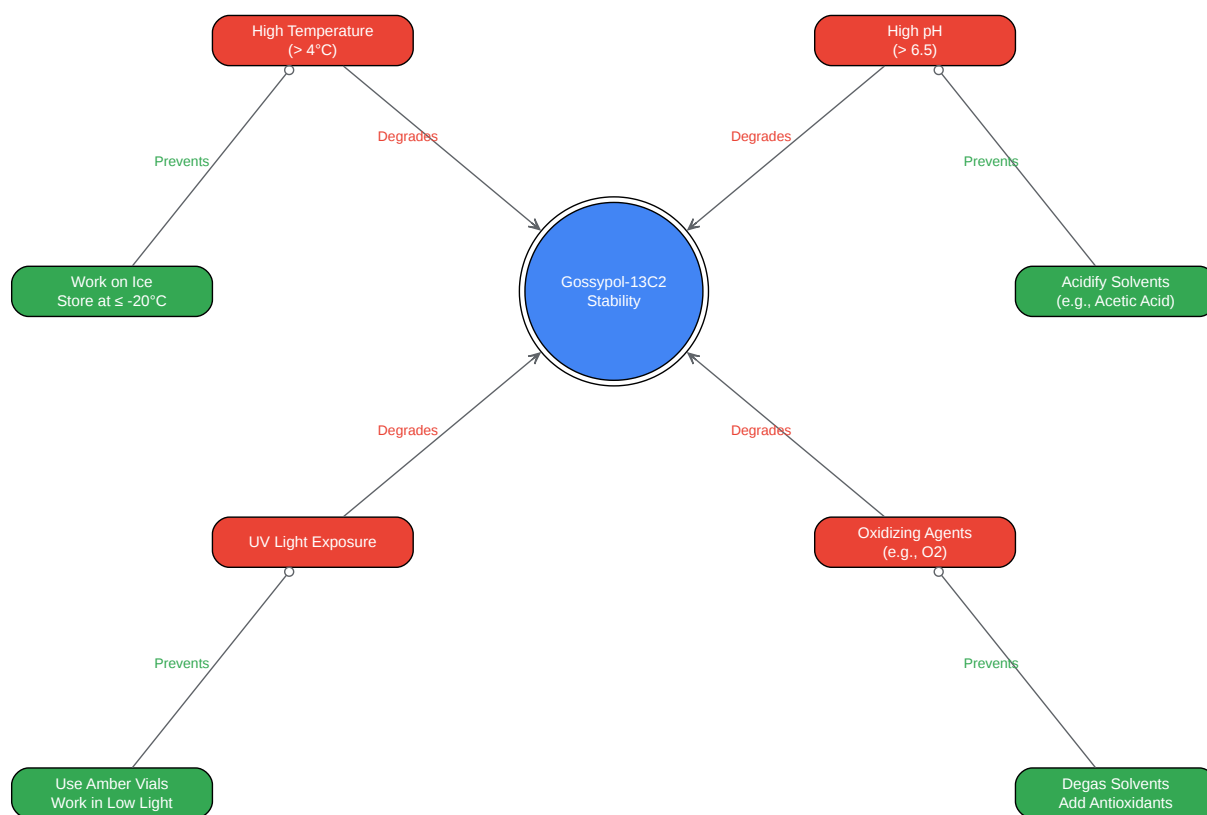 High Temperature
(> 4°C)
High pH
(> 6.5)
Degrades
Degrades
Prevents
Prevents
Work on Ice
Store at ≤ -20°C
Gossypol-13C2
Stability
Acidify Solvents
(e.g., Acetic Acid)
Degrades
Degrades
UV Light Exposure
Oxidizing Agents
(e.g., O2)
Prevents
Prevents
Use Amber Vials
Work in Low Light
Degas Solvents
Add Antioxidants